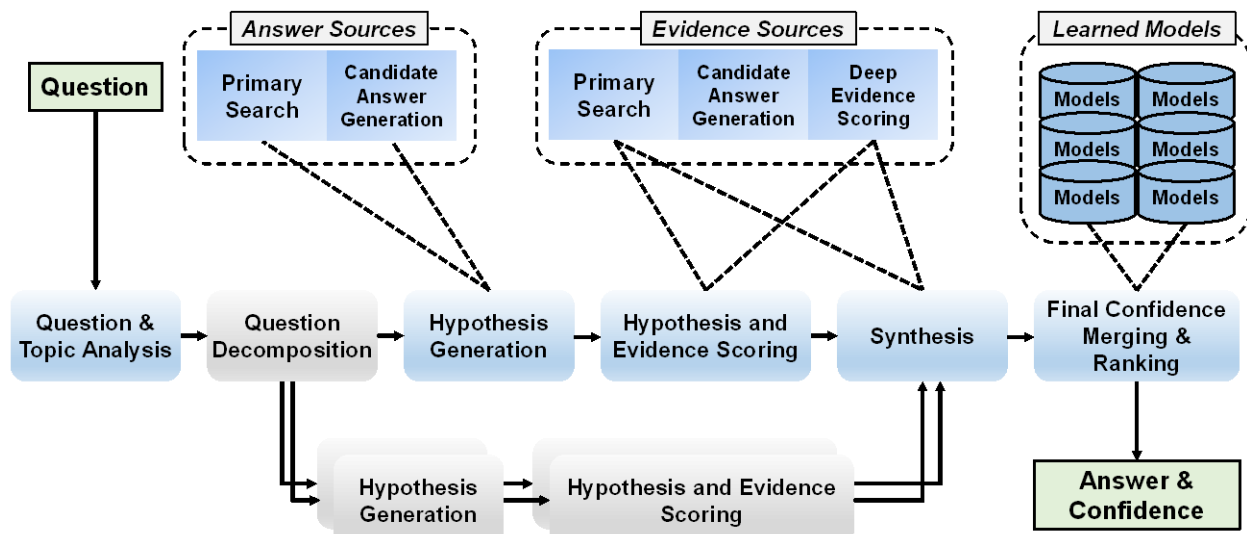 Answer Sources
Evidence Sources
Learned Models
Question
Primary
Search
Candidate
Answer
Generation
Primary
Search
Candidate
Answer
Generation
Deep
Evidence
Scoring
Models
Models
Models
Models
Models
Models
Question &
Topic Analysis
Question
Decomposition
Hypothesis
Generation
Hypothesis and
Evidence Scoring
Synthesis
Final Confidence
Merging &
Ranking
Hypothesis
Generation
Hypothesis and Evidence
Scoring
Answer &
Confidence